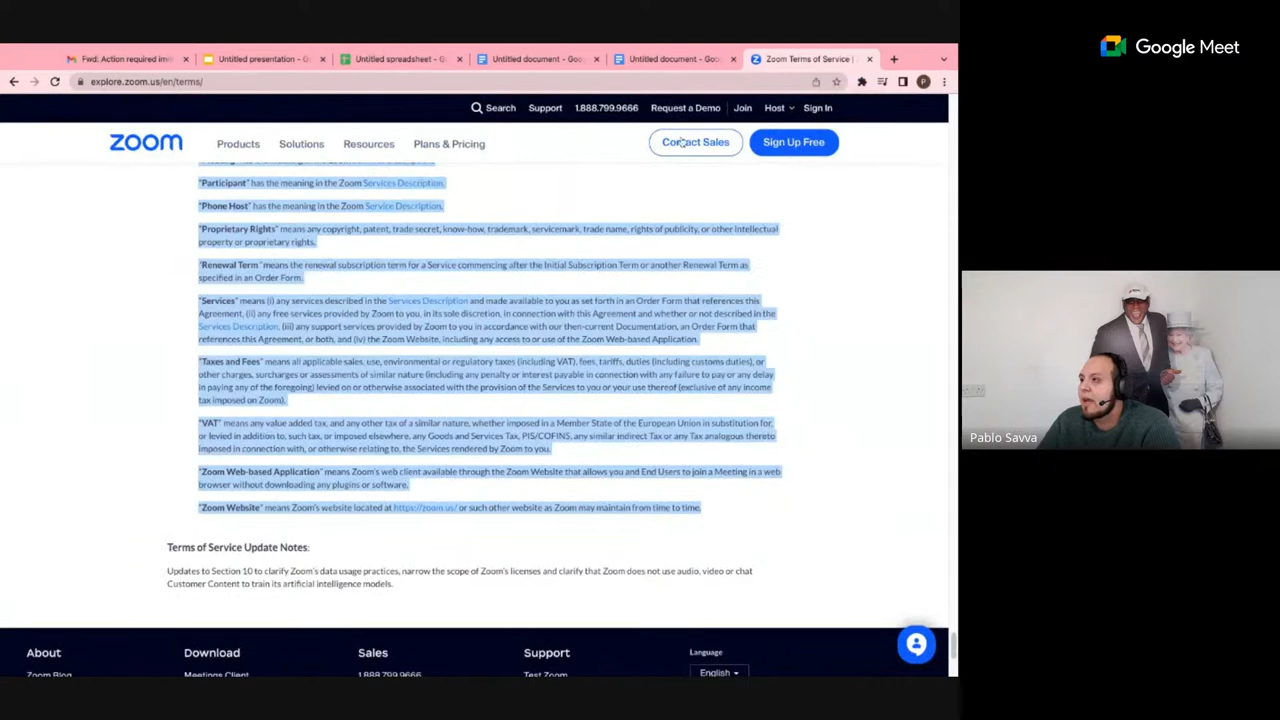 Google Meet
Fwd: Action required imm
Untitled presentation - G
Untitled spreadsheet - G
Untitled document - Goo
Untitled document - Goo
Zoom Terms of Service |
explore.zoom.us/en/terms/
Search Support 1.888.799.9666 Request a Demo Join Host Sign In
zoom Products Solutions Resources Plans & Pricing Contact Sales Sign Up Free
"Participant" has the meaning in the Zoom Services Description.
"Phone Host" has the meaning in the Zoom Service Description.
"Proprietary Rights" means any copyright, patent, trade secret, know-how, trademark, servicemark, trade name, rights of publicity, or other intellectual
property or proprietary rights.
"Renewal Term" means the renewal subscription term for a Service commencing after the Initial Subscription Term or another Renewal Term as
specified in an Order Form.
"Services" means (i) any services described in the Services Description and made available to you as set forth in an Order Form that references this
Agreement, (ii) any free services provided by Zoom to you, in its sole discretion, in connection with this Agreement and whether or not described in the
Services Description, (iii) any support services provided by Zoom to you in accordance with our then-current Documentation, an Order Form that
references this Agreement, or both, and (iv) the Zoom Website, including any access to or use of the Zoom Web-based Application.
"Taxes and Fees" means all applicable sales, use, environmental or regulatory taxes (including VAT), fees, tariffs, duties (including customs duties), or
other charges, surcharges or assessments of similar nature (including any penalty or interest payable in connection with any failure to pay or any delay
in paying any of the foregoing) levied on or otherwise associated with the provision of the Services to you or your use thereof (exclusive of any income
tax imposed on Zoom).
"VAT" means any value added tax, and any other tax of a similar nature, whether imposed in a Member State of the European Union in substitution for,
or levied in addition to, such tax, or imposed elsewhere, any Goods and Services Tax, PIS/COFINS, any similar indirect Tax or any Tax analogous thereto
imposed in connection with, or otherwise relating to, the Services rendered by Zoom to you.
"Zoom Web-based Application" means Zoom's web client available through the Zoom Website that allows you and End Users to join a Meeting in a web
browser without downloading any plugins or software.
"Zoom Website" means Zoom's website located at https://zoom.us/ or such other website as Zoom may maintain from time to time.
Pablo Savva
Terms of Service Update Notes:
Updates to Section 10 to clarify Zoom's data usage practices, narrow the scope of Zoom's licenses and clarify that Zoom does not use audio, video or chat
Customer Content to train its artificial intelligence models.
About Download Sales Support Language
Zoom Blog Meetings Client 1.888.799.9666 Test Zoom English